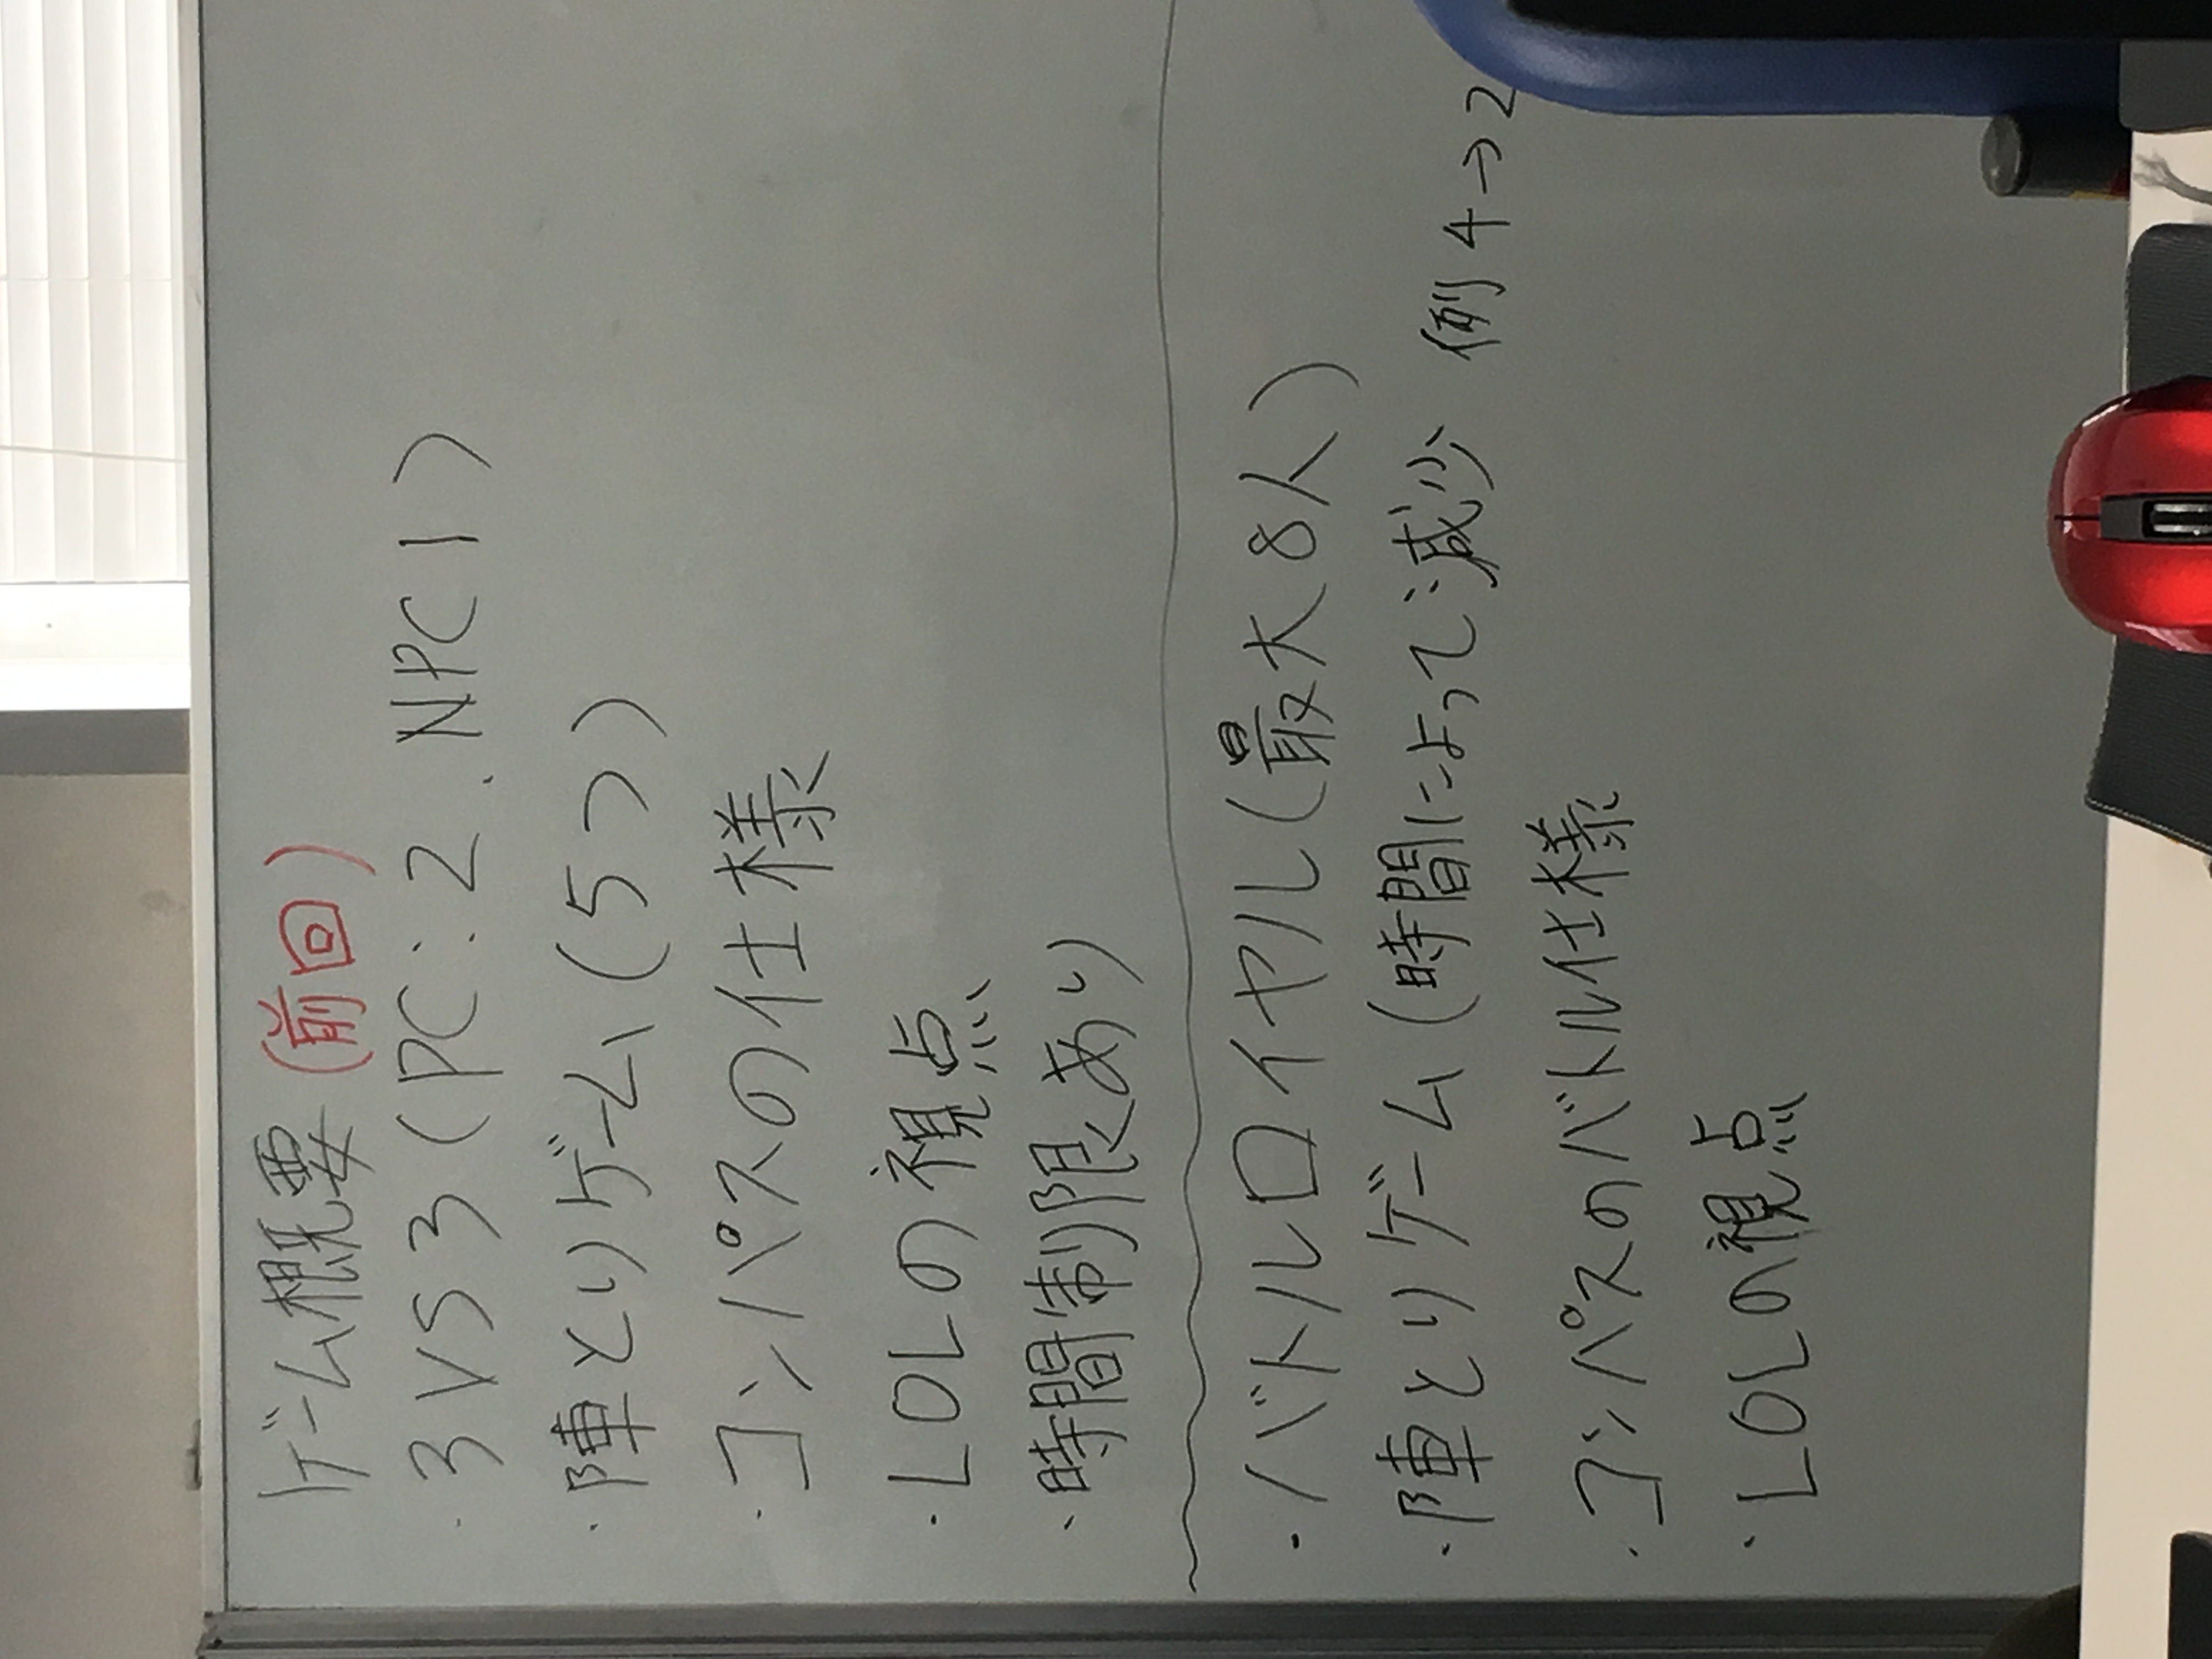 ゲーム概要(前回)
・3VS3(PC:2、NPC1)
・陣とりゲーム(5つ)
・コンパスの仕様
・LOLの視点
・時間制限あり
・バトルロイヤル(最大8人)
・陣とりゲーム(時間によって減少 例4→2
・コンパスのバトル仕様
・LOLの視点